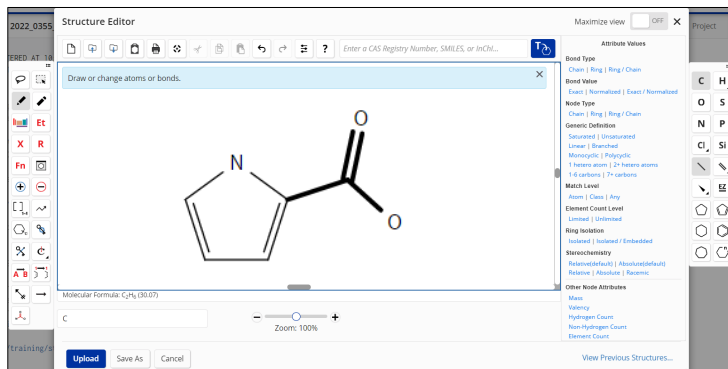 Structure Editor
Maximize view OFF ×
2022_0355
Project
TERED AT 10
? Enter a CAS Registry Number, SMILES, or InChI...
Draw or change atoms or bonds.
Et
X R
Fn
A B
O
N
O
Molecular Formula: C₂H₆ (30.07)
C
Zoom: 100%
Upload Save As Cancel
View Previous Structures...
Attribute Values
Bond Type
Chain | Ring | Ring / Chain
Bond Value
Exact | Normalized | Exact / Normalized
Node Type
Chain | Ring | Ring / Chain
Generic Definition
Saturated | Unsaturated
Linear | Branched
Monocyclic | Polycyclic
1 hetero atom | 2+ hetero atoms
1-6 carbons | 7+ carbons
Match Level
Atom | Class | Any
Element Count Level
Limited | Unlimited
Ring Isolation
Isolated | Isolated / Embedded
Stereochemistry
Relative(default) | Absolute(default)
Relative | Absolute | Racemic
Other Node Attributes
Mass
Valency
Hydrogen Count
Non-Hydrogen Count
Element Count
C H
O S
N P
Cl Si
EZ
training/s